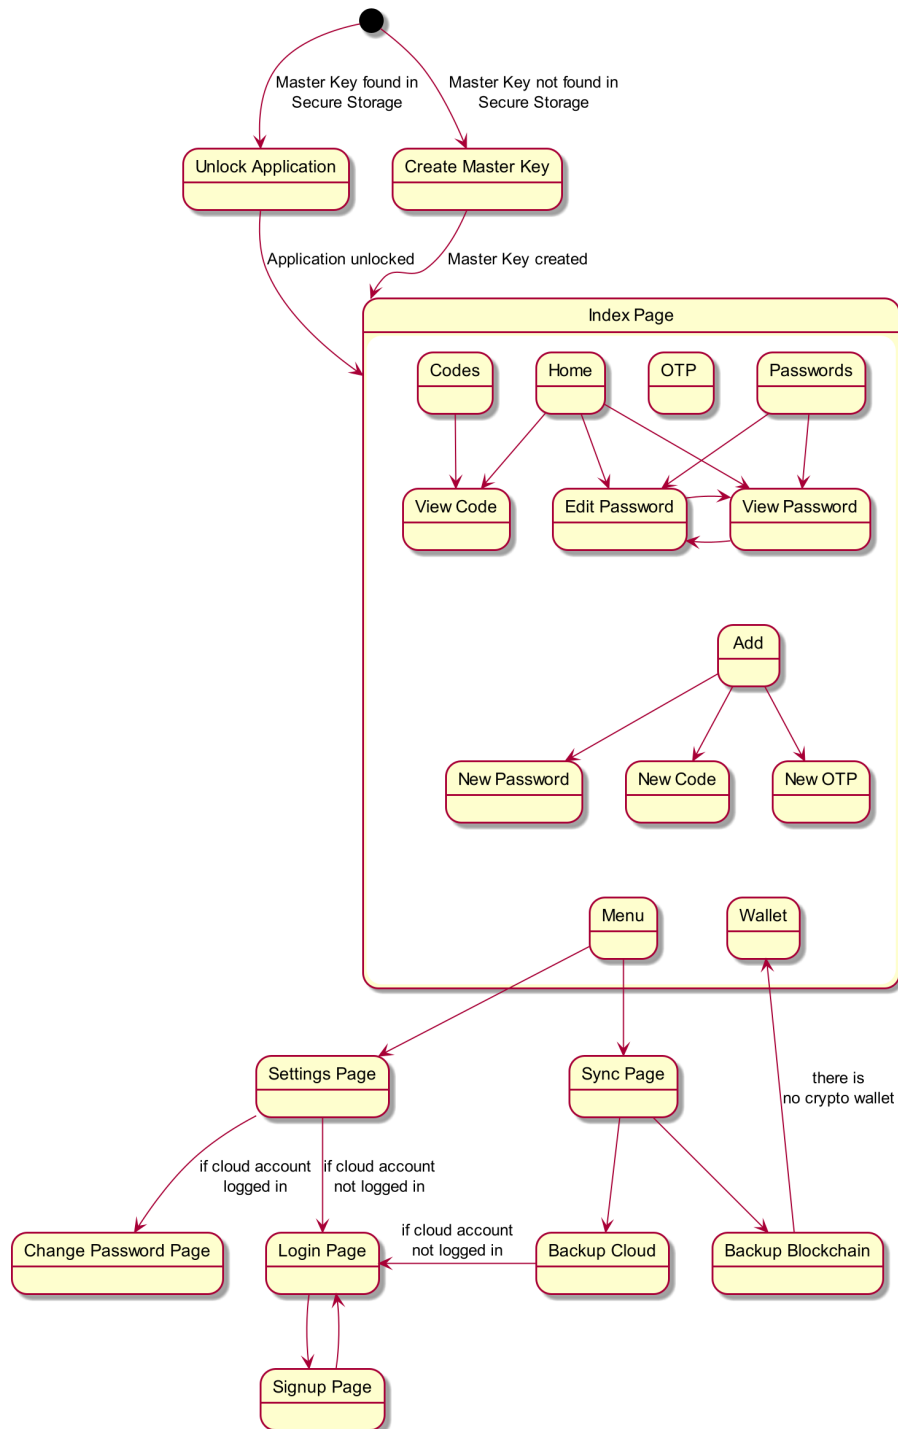 Master Key found in
Secure Storage
Master Key not found in
Secure Storage
Unlock Application
Create Master Key
Application unlocked
Master Key created
Index Page
Codes
Home
OTP
Passwords
View Code
Edit Password
View Password
Add
New Password
New Code
New OTP
Menu
Wallet
Settings Page
Sync Page
there is
no crypto wallet
if cloud account
logged in
if cloud account
not logged in
if cloud account
not logged in
Change Password Page
Login Page
Backup Cloud
Backup Blockchain
Signup Page